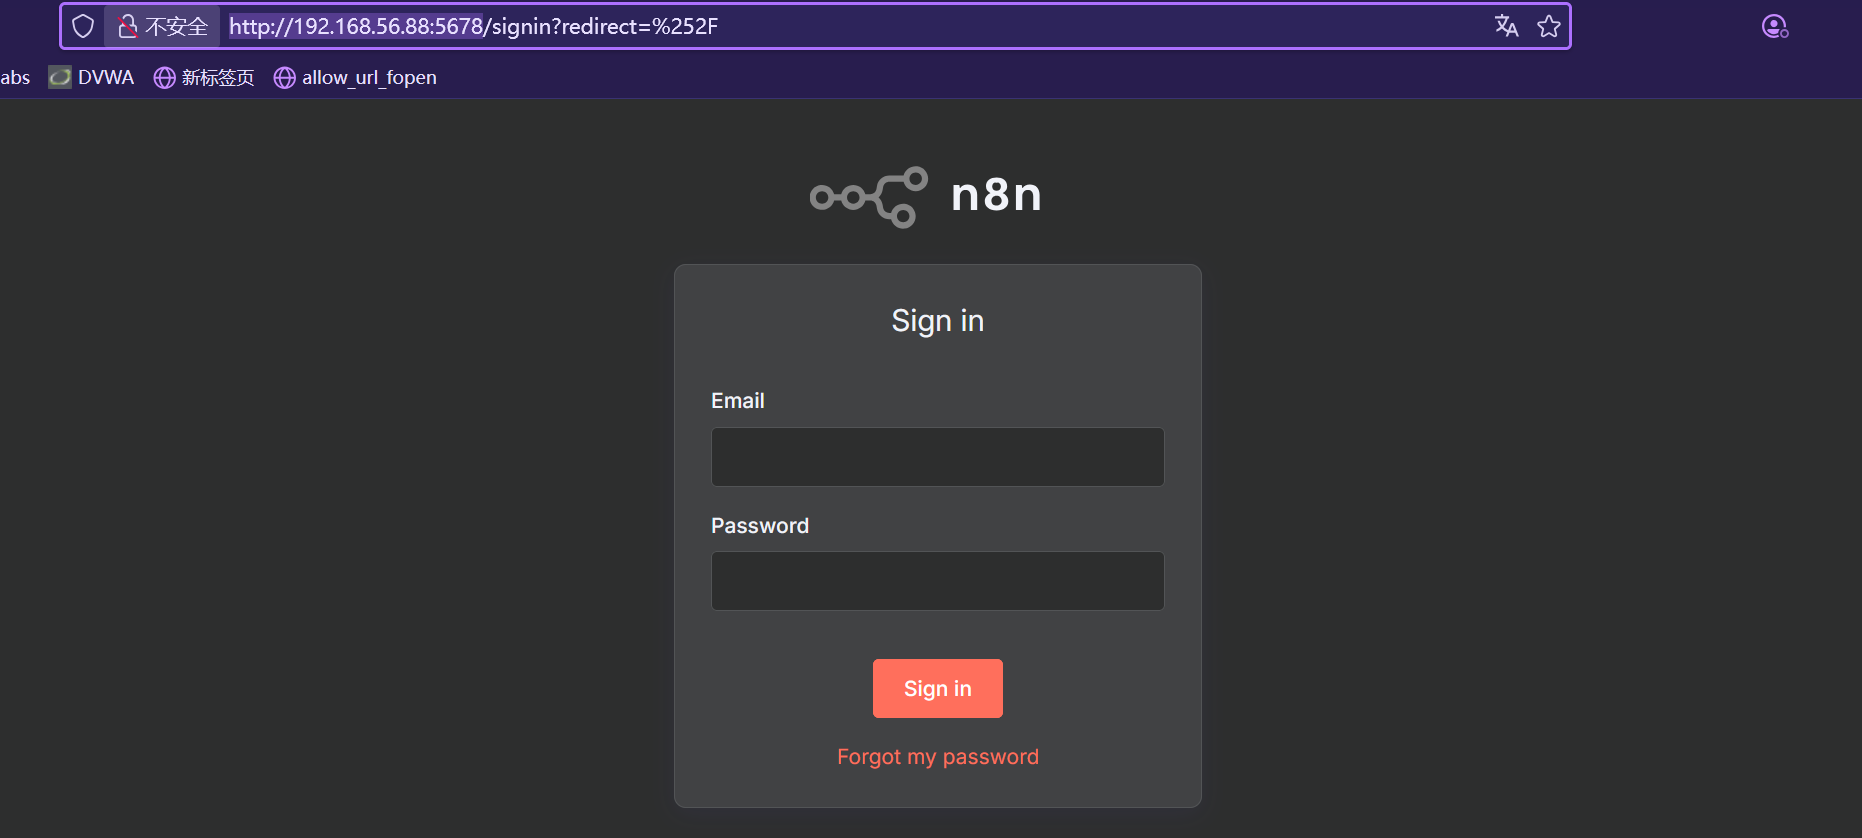 不安全 http://192.168.56.88:5678/signin?redirect=%252F
abs DVWA 新标签页 allow_url_fopen
n8n
Sign in
Email
Password
Sign in
Forgot my password